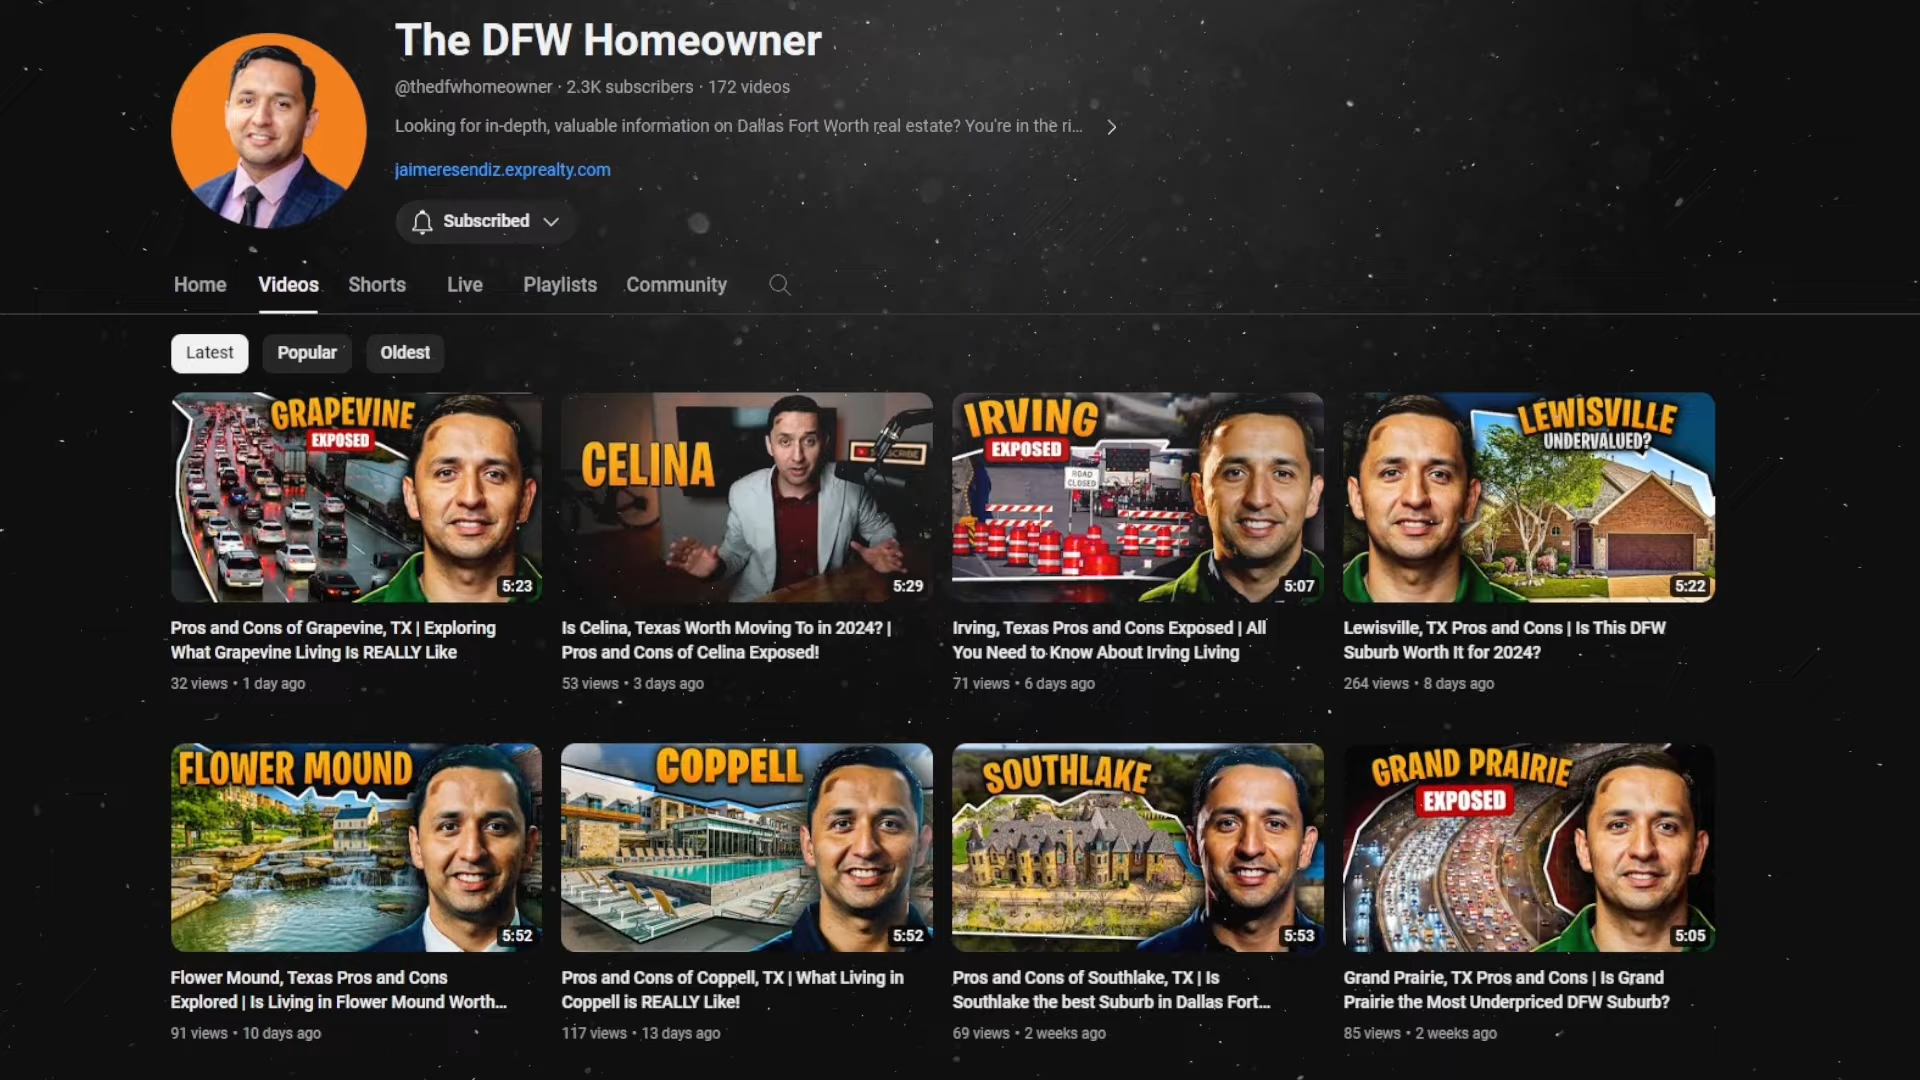 The DFW Homeowner
@thedfwhomeowner · 2.3K subscribers · 172 videos
Looking for in-depth, valuable information on Dallas Fort Worth real estate? You're in the ri...
jaimeresendiz.exprealty.com
Subscribed
Home Videos Shorts Live Playlists Community
Latest Popular Oldest
GRAPEVINE
EXPOSED
5:23
CELINA
SUBSCRIBE
5:29
IRVING
EXPOSED
ROAD
CLOSED
5:07
LEWISVILLE
UNDERVALUED?
5:22
Pros and Cons of Grapevine, TX | Exploring
What Grapevine Living Is REALLY Like
32 views • 1 day ago
Is Celina, Texas Worth Moving To in 2024? |
Pros and Cons of Celina Exposed!
53 views • 3 days ago
Irving, Texas Pros and Cons Exposed | All
You Need to Know About Irving Living
71 views • 6 days ago
Lewisville, TX Pros and Cons | Is This DFW
Suburb Worth It for 2024?
264 views • 8 days ago
FLOWER MOUND
5:52
COPPELL
5:52
SOUTHLAKE
5:53
GRAND PRAIRIE
EXPOSED
5:05
Flower Mound, Texas Pros and Cons
Explored | Is Living in Flower Mound Worth...
91 views • 10 days ago
Pros and Cons of Coppell, TX | What Living in
Coppell is REALLY Like!
117 views • 13 days ago
Pros and Cons of Southlake, TX | Is
Southlake the best Suburb in Dallas Fort...
69 views • 2 weeks ago
Grand Prairie, TX Pros and Cons | Is Grand
Prairie the Most Underpriced DFW Suburb?
85 views • 2 weeks ago